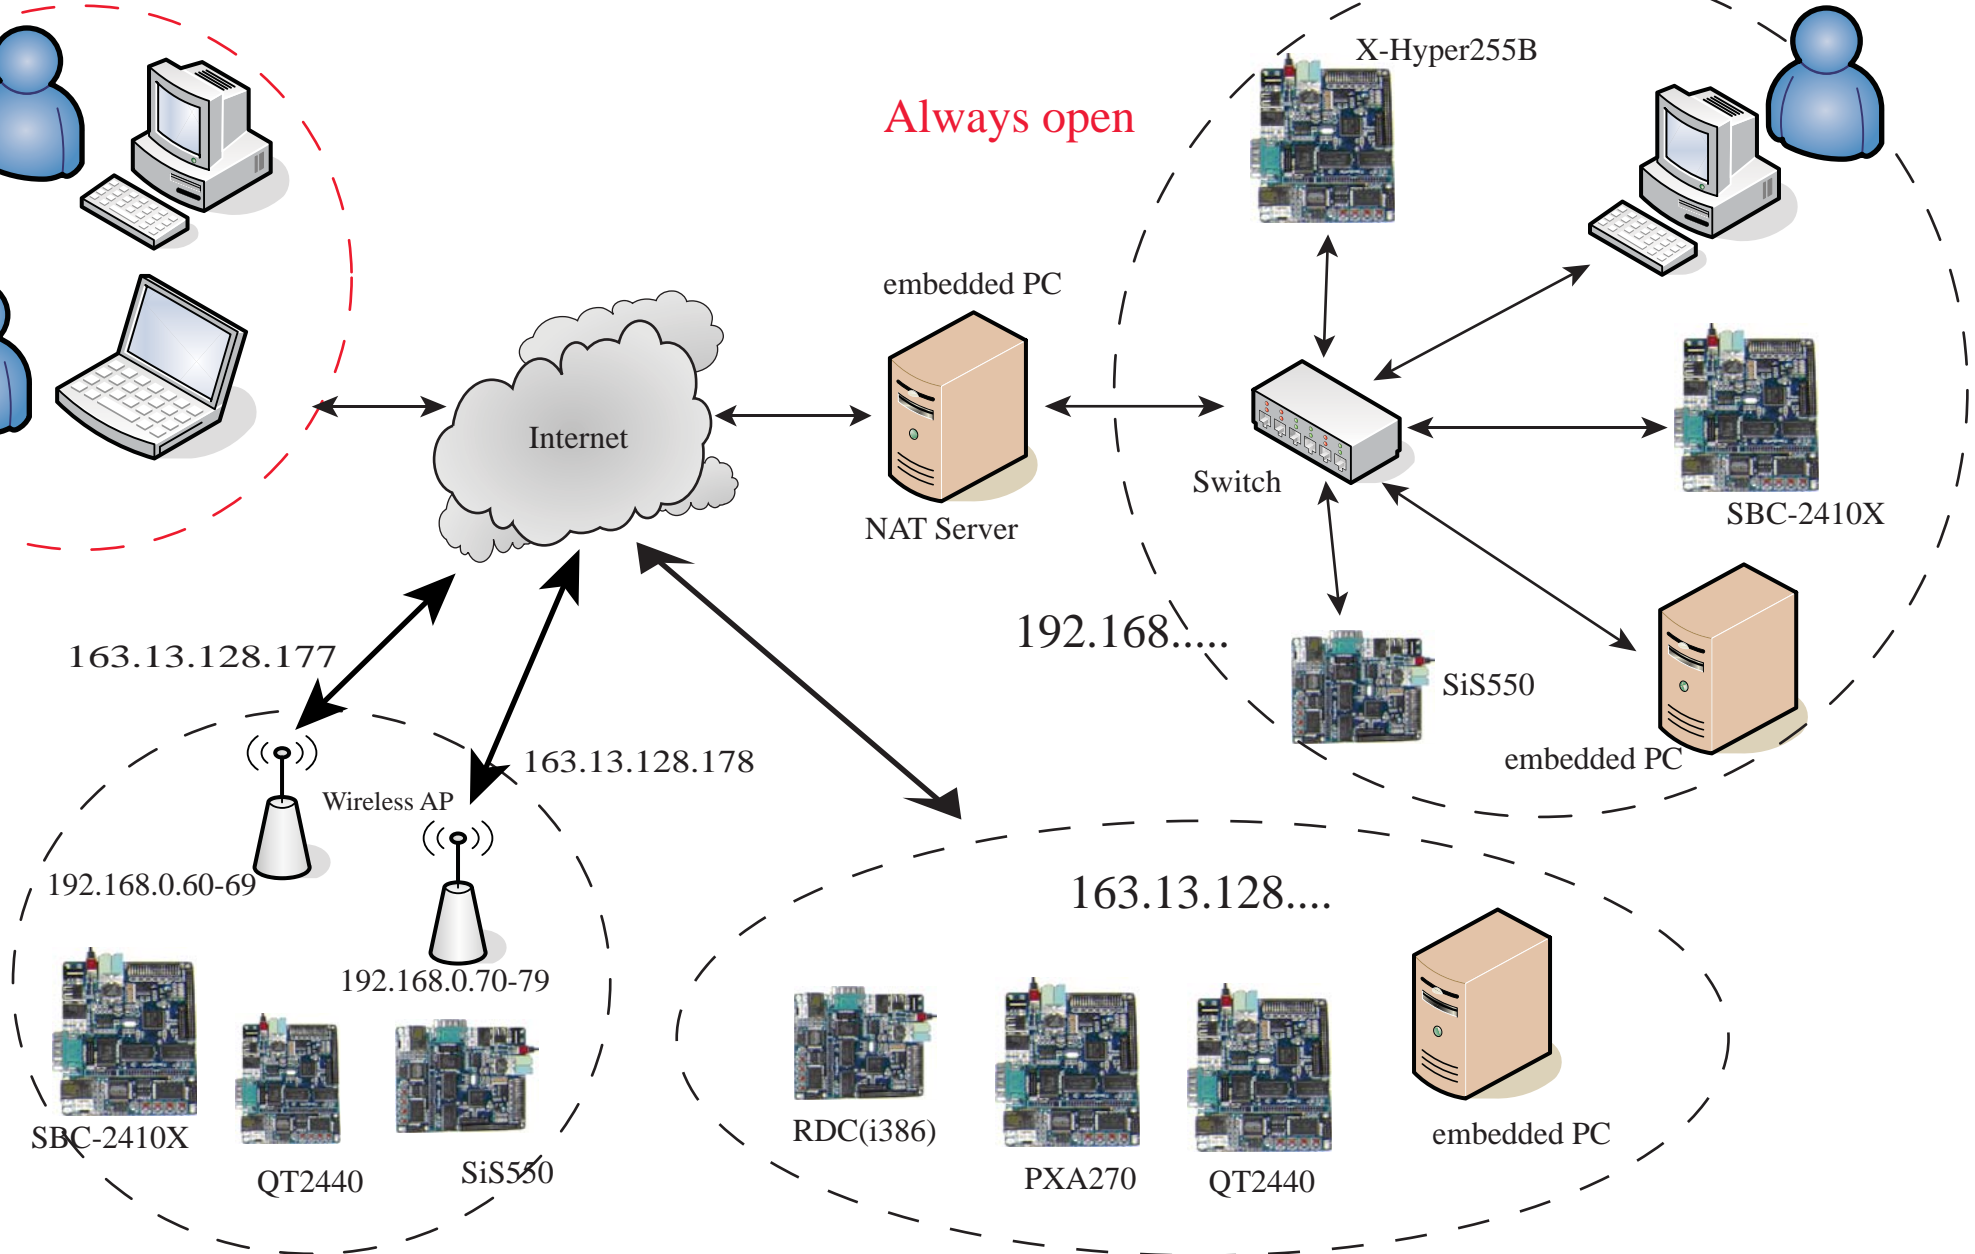 X-Hyper255B
Always open
embedded PC
Internet
Switch
NAT Server
SBC-2410X
192.168.....
163.13.128.177
SiS550
163.13.128.178
embedded PC
Wireless AP
192.168.0.60-69
163.13.128....
192.168.0.70-79
SBC-2410X
QT2440
SiS550
RDC(i386)
PXA270
QT2440
embedded PC